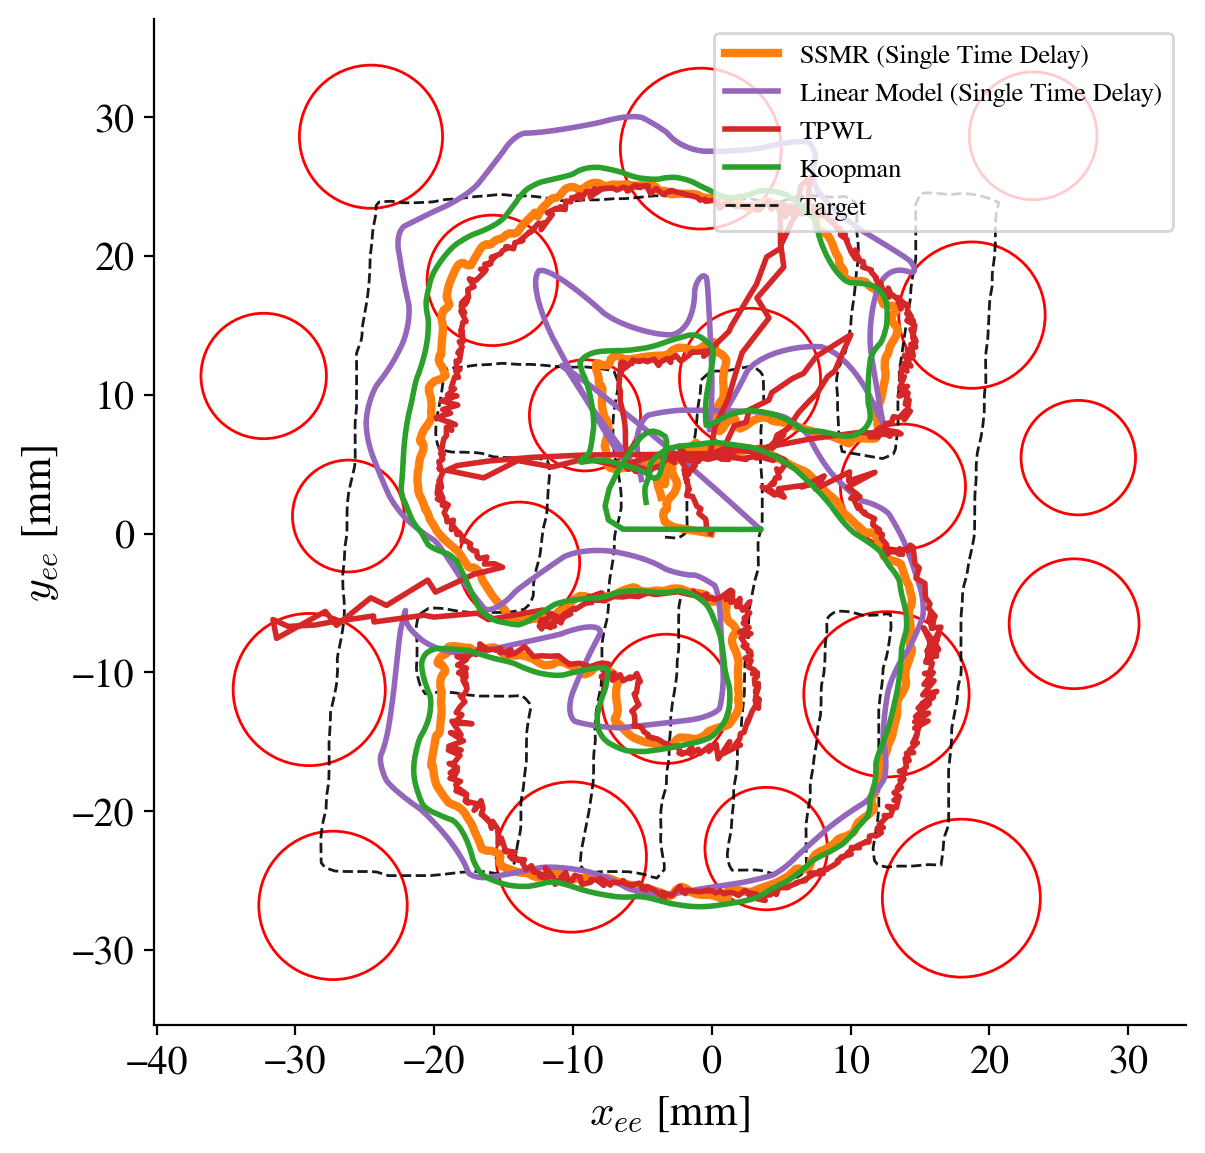 SSMR (Single Time Delay)
Linear Model (Single Time Delay)
TPWL
Koopman
Target
30
20
10
0
−10
−20
−30
y_ee [mm]
−40 −30 −20 −10 0 10 20 30
x_ee [mm]